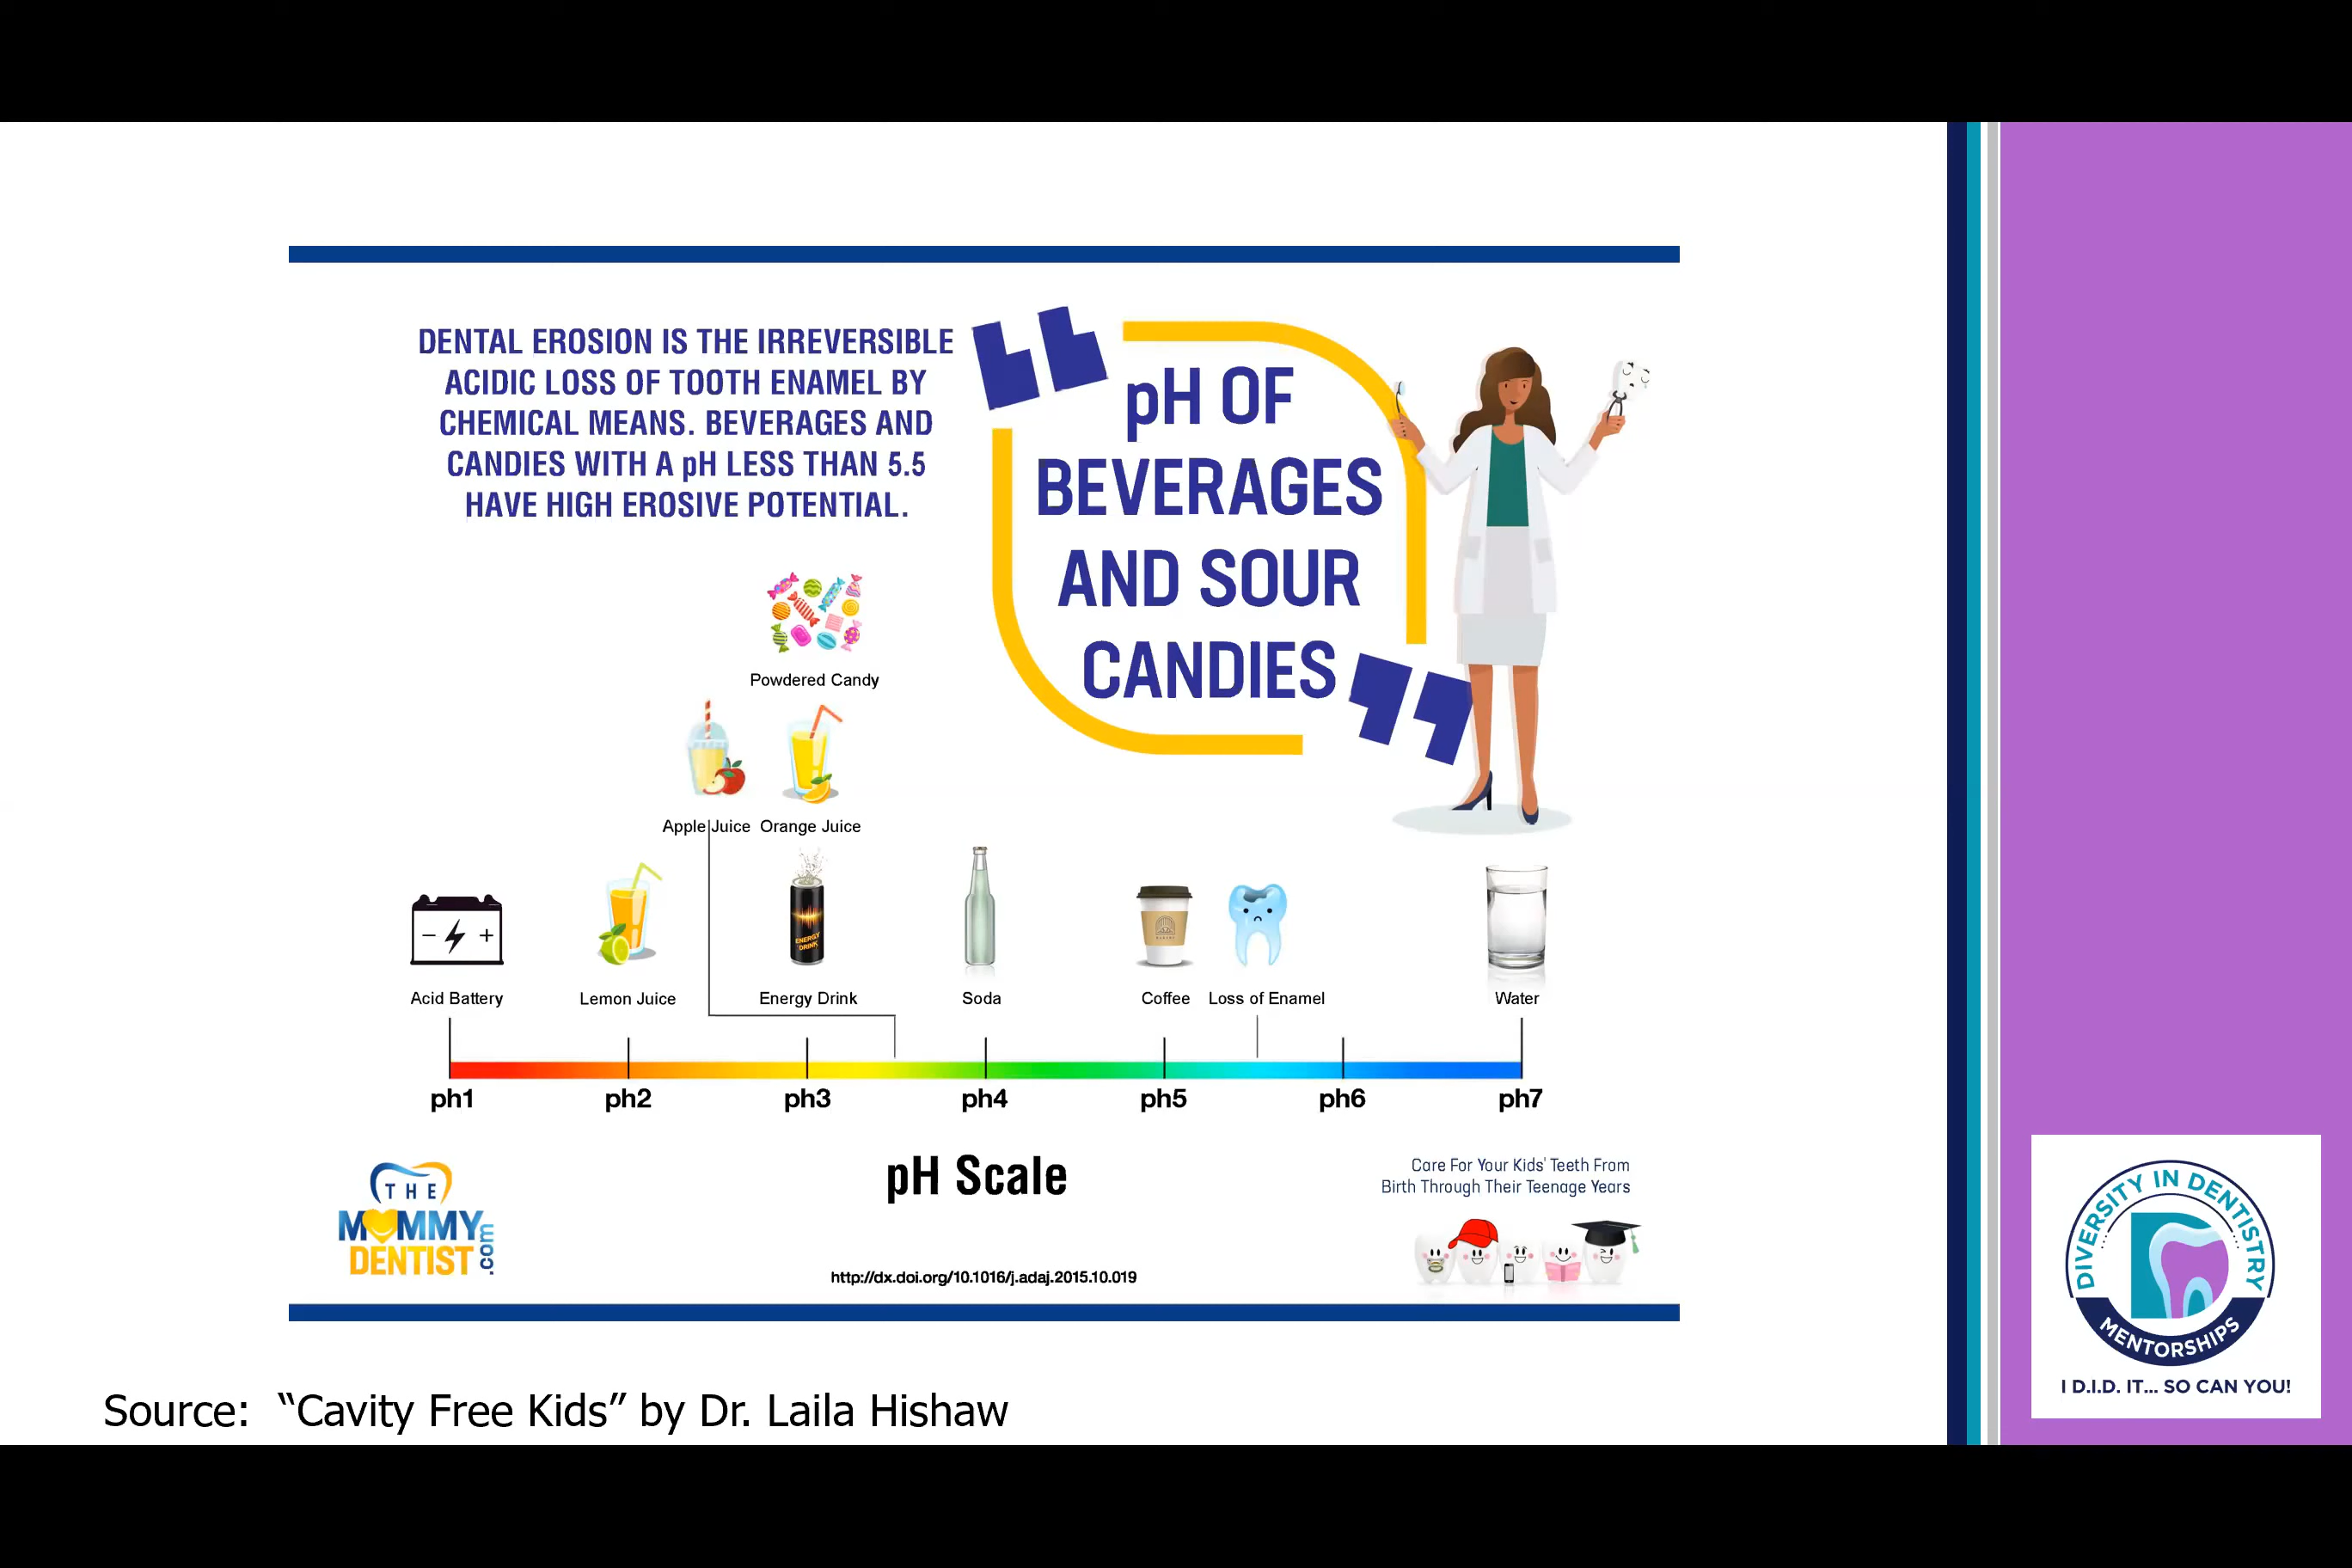 DENTAL EROSION IS THE IRREVERSIBLE
ACIDIC LOSS OF TOOTH ENAMEL BY
CHEMICAL MEANS. BEVERAGES AND
CANDIES WITH A pH LESS THAN 5.5
HAVE HIGH EROSIVE POTENTIAL.
pH OF
BEVERAGES
AND SOUR
CANDIES
Powdered Candy
Apple Juice
Orange Juice
ENERGY
DRINK
Acid Battery
Lemon Juice
Energy Drink
Soda
Coffee
Loss of Enamel
Water
ph1
ph2
ph3
ph4
ph5
ph6
ph7
pH Scale
THE
MOMMY
DENTIST
.com
http://dx.doi.org/10.1016/j.adaj.2015.10.019
Care For Your Kids' Teeth From
Birth Through Their Teenage Years
Source: “Cavity Free Kids” by Dr. Laila Hishaw
DIVERSITY IN DENTISTRY
MENTORSHIPS
I D.I.D. IT... SO CAN YOU!